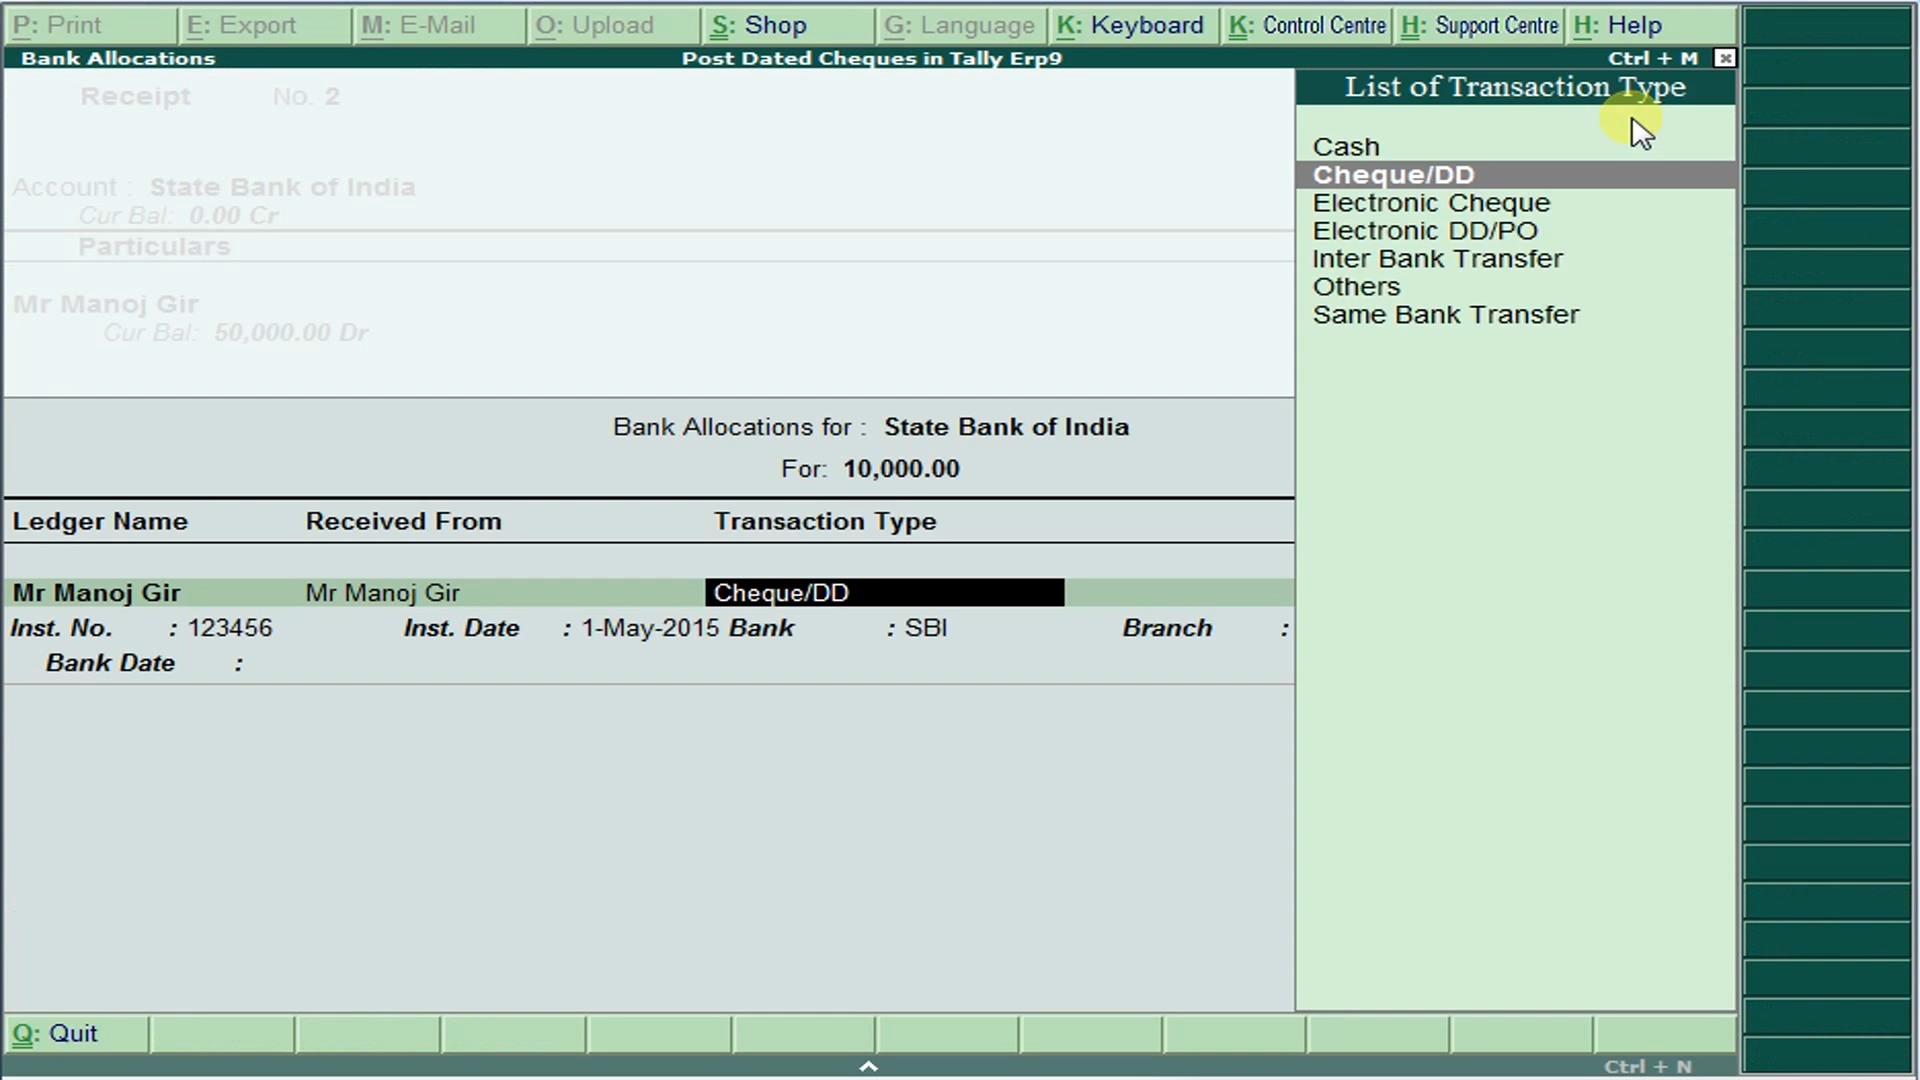 P: Print E: Export M: E-Mail O: Upload S: Shop G: Language K: Keyboard K: Control Centre H: Support Centre H: Help
Bank Allocations Post Dated Cheques in Tally Erp9 Ctrl + M
Receipt No. 2
Account : State Bank of India
Cur Bal: 0.00 Cr
Particulars
Mr Manoj Gir
Cur Bal: 50,000.00 Dr
List of Transaction Type
Cash
Cheque/DD
Electronic Cheque
Electronic DD/PO
Inter Bank Transfer
Others
Same Bank Transfer
Bank Allocations for : State Bank of India
For: 10,000.00
Ledger Name Received From Transaction Type
Mr Manoj Gir Mr Manoj Gir Cheque/DD
Inst. No. : 123456 Inst. Date : 1-May-2015 Bank : SBI Branch :
Bank Date :
Q: Quit
Ctrl + N